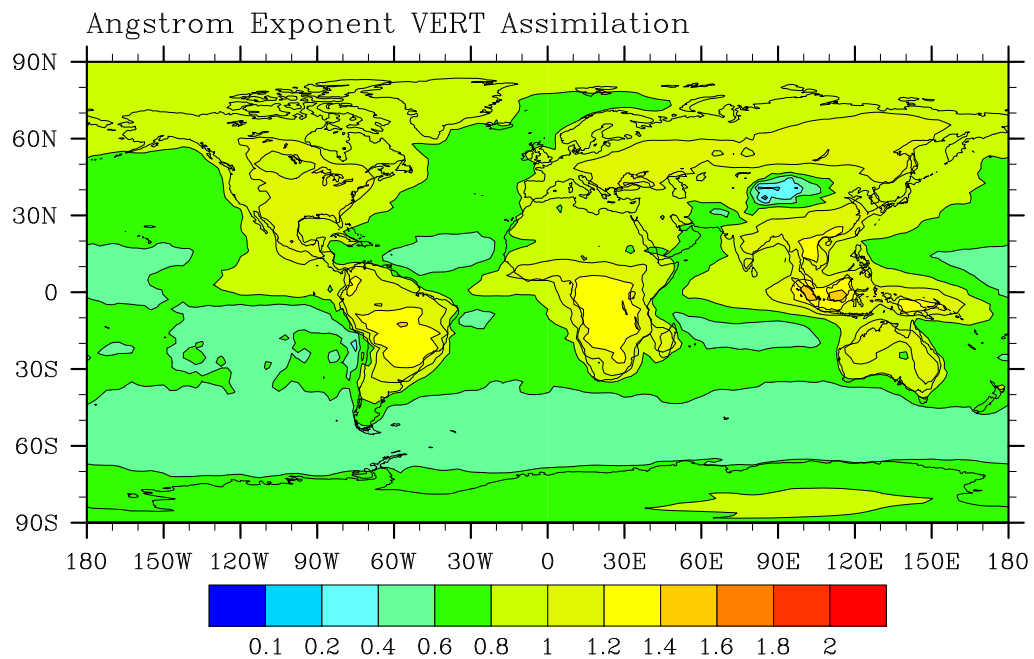 Angstrom Exponent VERT Assimilation
90N
60N
30N
0
30S
60S
90S
180 150W 120W 90W 60W 30W 0 30E 60E 90E 120E 150E 180
0.1 0.2 0.4 0.6 0.8 1 1.2 1.4 1.6 1.8 2